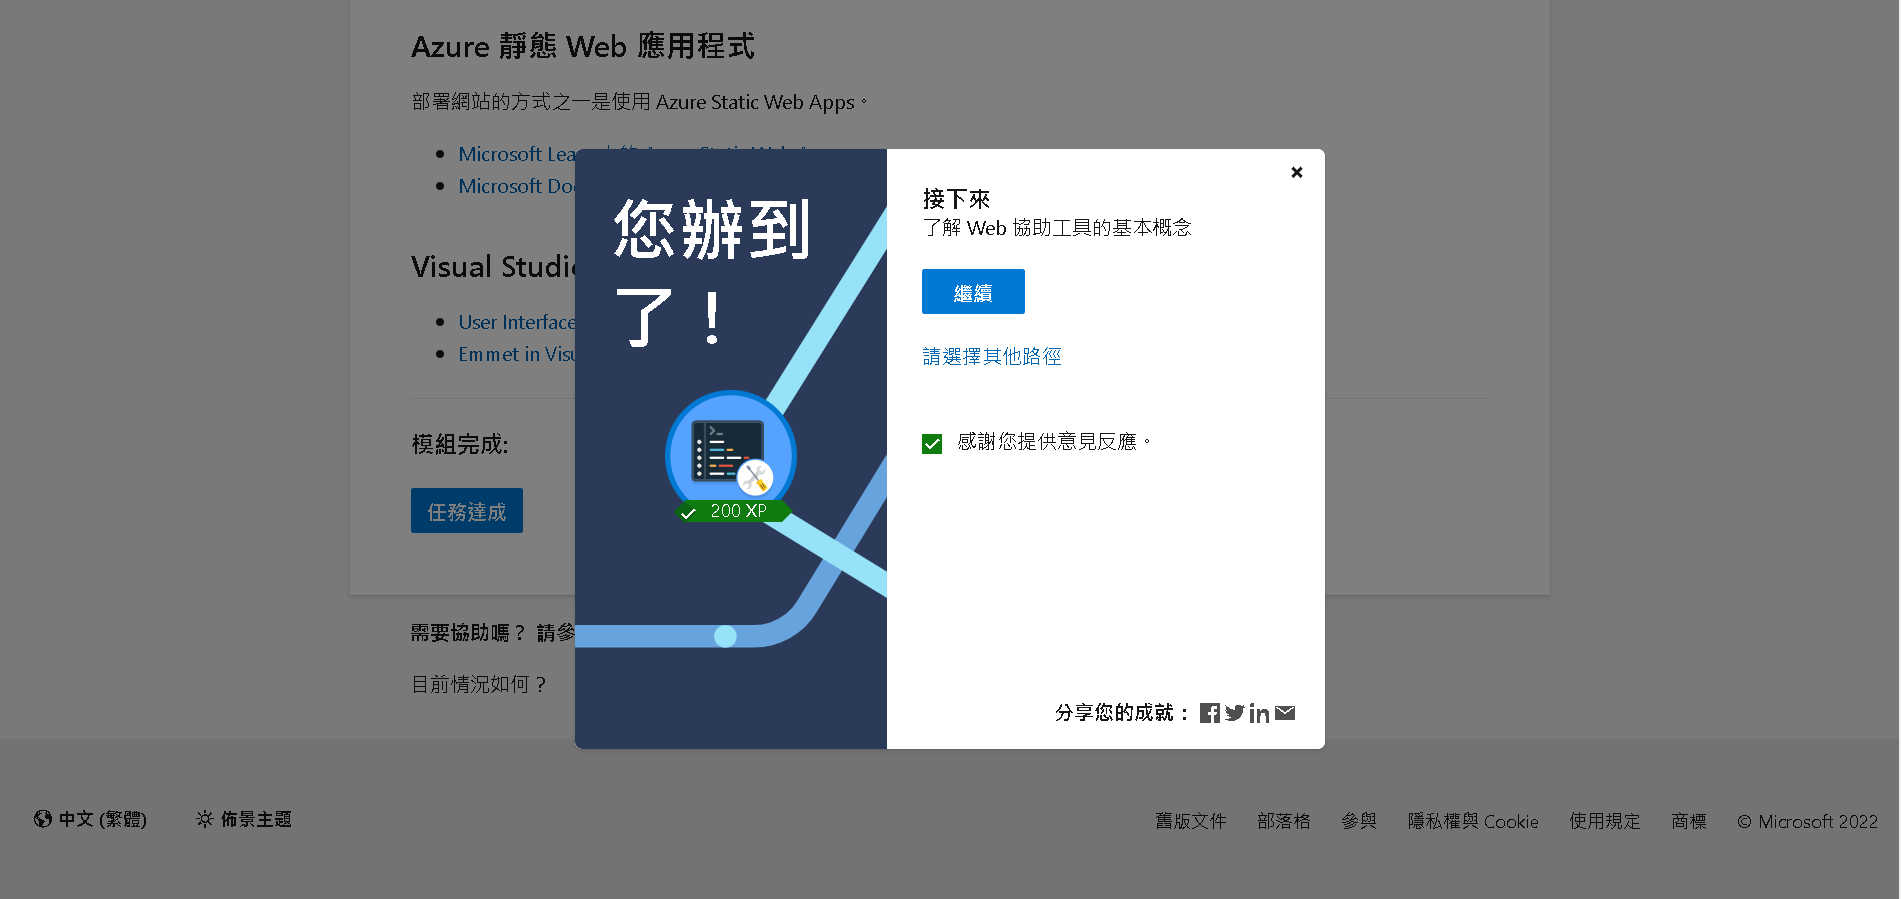 Azure 靜態 Web 應用程式
部署網站的方式之一是使用 Azure Static Web Apps。
Microsoft Lea
Microsoft Do
Visual Studi
User Interface
Emmet in Visu
模組完成:
任務達成
需要協助嗎？ 請參
目前情況如何？
您辦到
了！
200 XP
接下來
了解 Web 協助工具的基本概念
繼續
請選擇其他路徑
感謝您提供意見反應。
分享您的成就：
中文 (繁體)
佈景主題
舊版文件
部落格
參與
隱私權與 Cookie
使用規定
商標
© Microsoft 2022